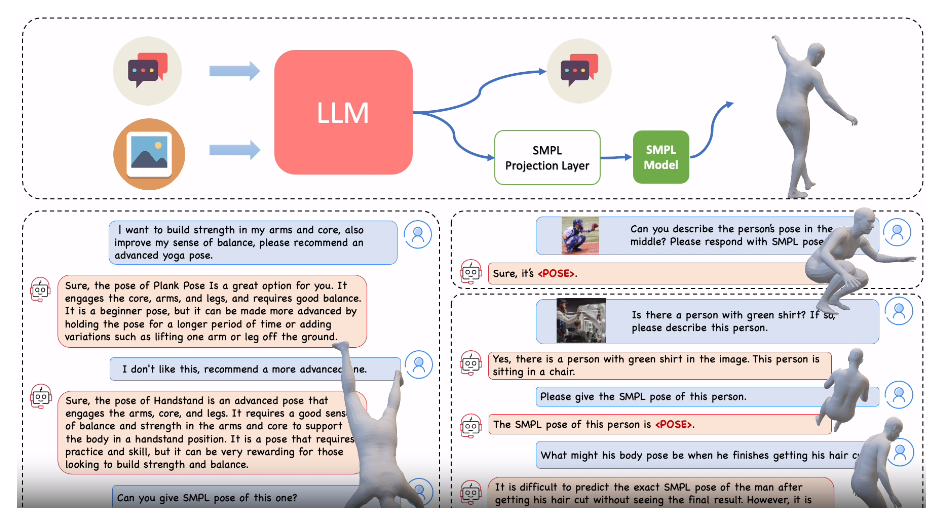 LLM
SMPL
Projection Layer
SMPL
Model
I want to build strength in my arms and core, also
improve my sense of balance, please recommend an
advanced yoga pose.
Sure, the pose of Plank Pose Is a great option for you. It
engages the core, arms, and legs, and requires good balance.
It is a beginner pose, but it can be made more advanced by
holding the pose for a longer period of time or adding
variations such as lifting one arm or leg off the ground.
I don't like this, recommend a more advanced one.
Sure, the pose of Handstand is an advanced pose that
engages the arms, core, and legs. It requires a good sense
of balance and strength in the arms and core to support
the body in a handstand position. It is a pose that requires
practice and skill, but it can be very rewarding for those
looking to build strength and balance.
Can you give SMPL pose of this one?
Can you describe the person's pose in the
middle? Please respond with SMPL pose
Sure, it's <POSE>.
Is there a person with green shirt? If so,
please describe this person.
Yes, there is a person with green shirt in the image. This person is
sitting in a chair.
Please give the SMPL pose of this person.
The SMPL pose of this person is <POSE>.
What might his body pose be when he finishes getting his hair
It is difficult to predict the exact SMPL pose of the man after
getting his hair cut without seeing the final result. However, it is